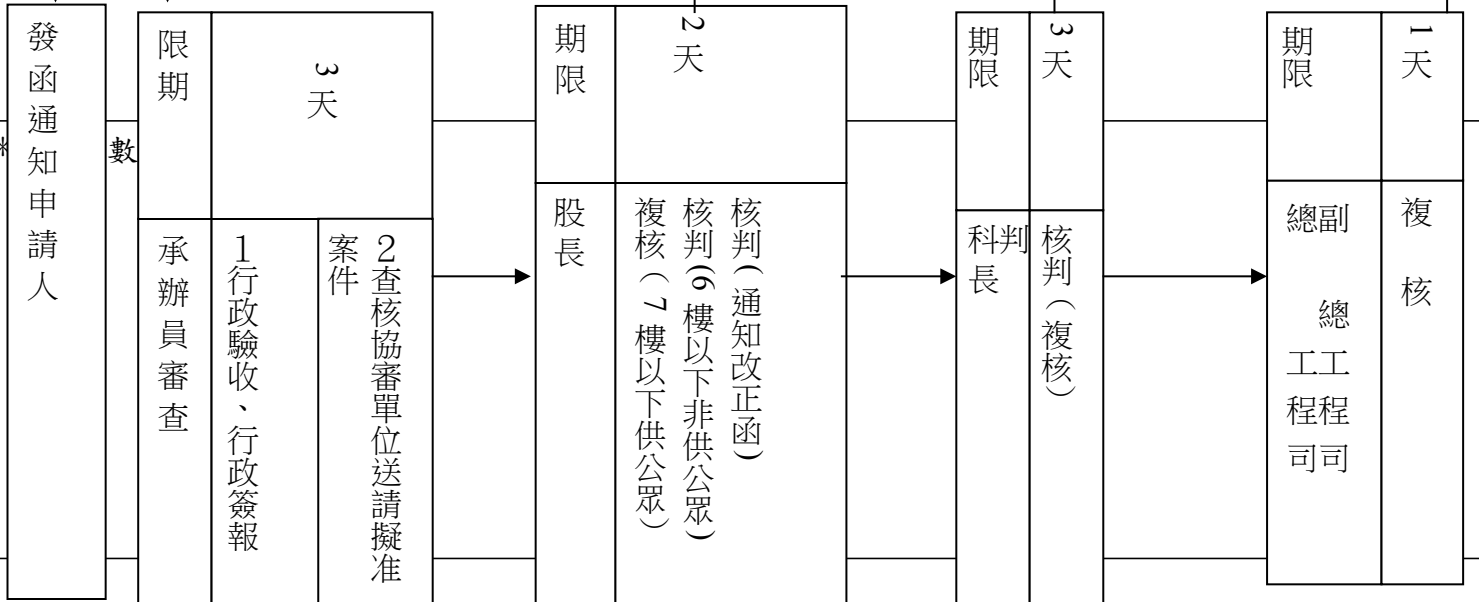 發函通知申請人
*
數
限期
3天
承辦員審查
1行政驗收、行政簽報
2查核協審單位送請擬准
案件
期限
2天
股長
核判(通知改正函)
核判(6樓以下非供公眾)
複核(7樓以下供公眾)
期限
3天
科長
判
核判(複核)
期限
1天
副總工程司
總工程司
複核